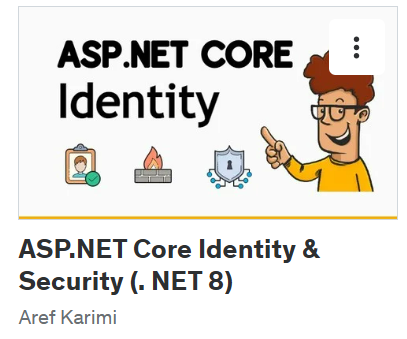 ASP.NET CORE
Identity
ASP.NET Core Identity &
Security (. NET 8)
Aref Karimi